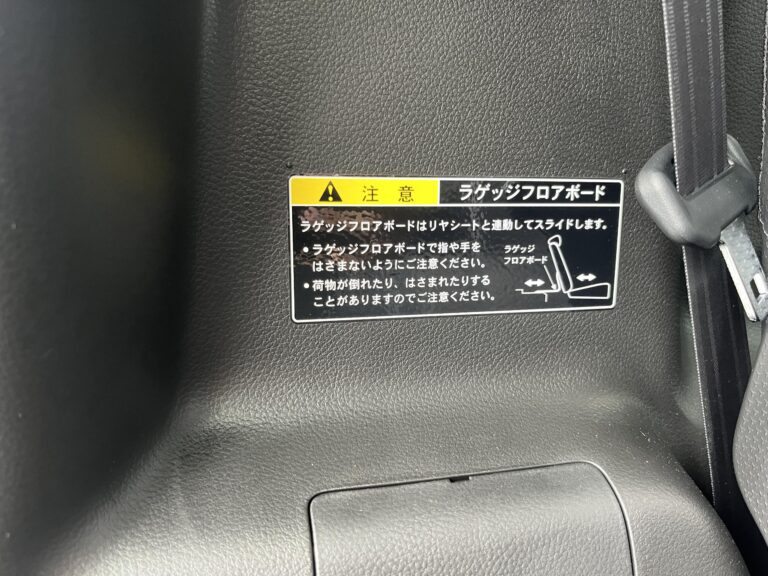 注意 ラゲッジフロアボード
ラゲッジフロアボードはリヤシートと連動してスライドします。
●ラゲッジフロアボードで指や手を
はさまないようにご注意ください。
●荷物が倒れたり、はさまれたりする
ことがありますのでご注意ください。
ラゲッジ
フロアボード